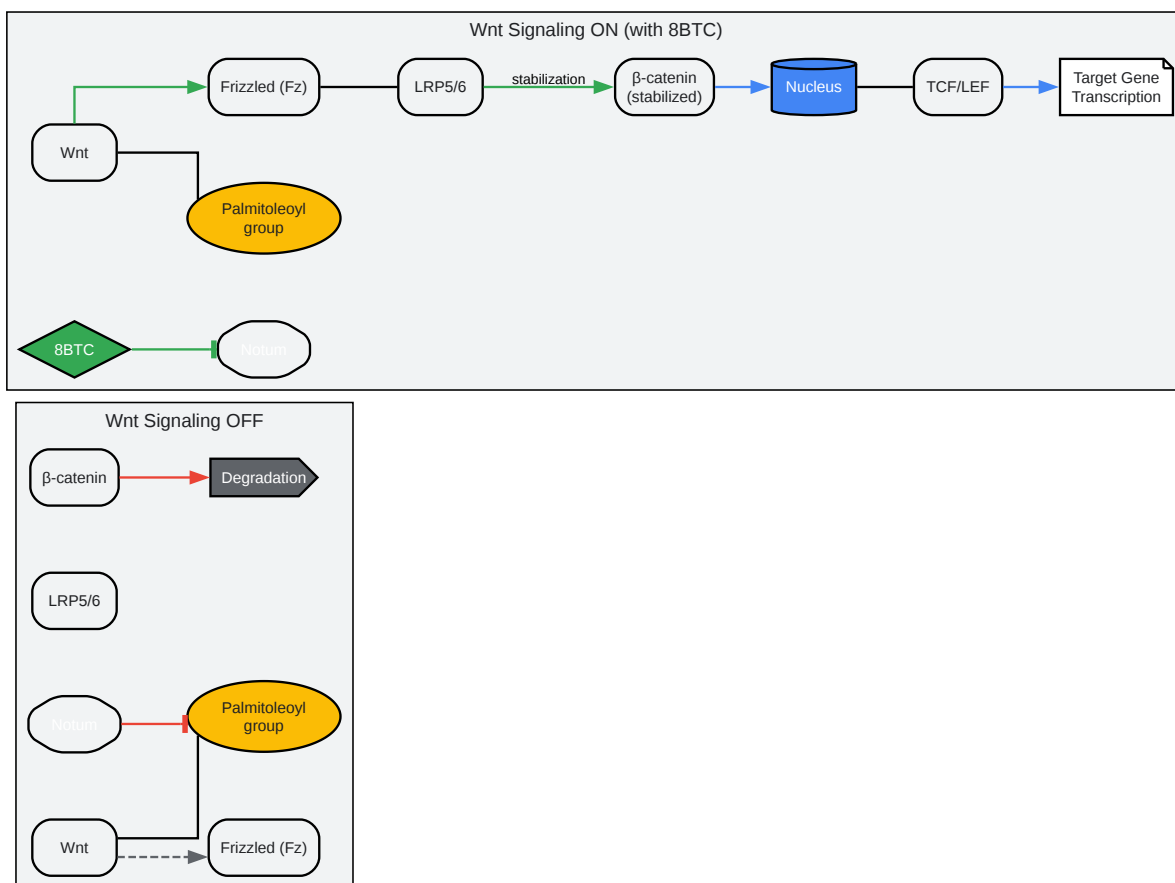 Wnt Signaling ON (with 8BTC)
Frizzled (Fz)
LRP5/6
stabilization
β-catenin
(stabilized)
Nucleus
TCF/LEF
Target Gene
Transcription
Wnt
Palmitoleoyl
group
8BTC
Notum
Wnt Signaling OFF
β-catenin
Degradation
LRP5/6
Notum
Palmitoleoyl
group
Wnt
Frizzled (Fz)